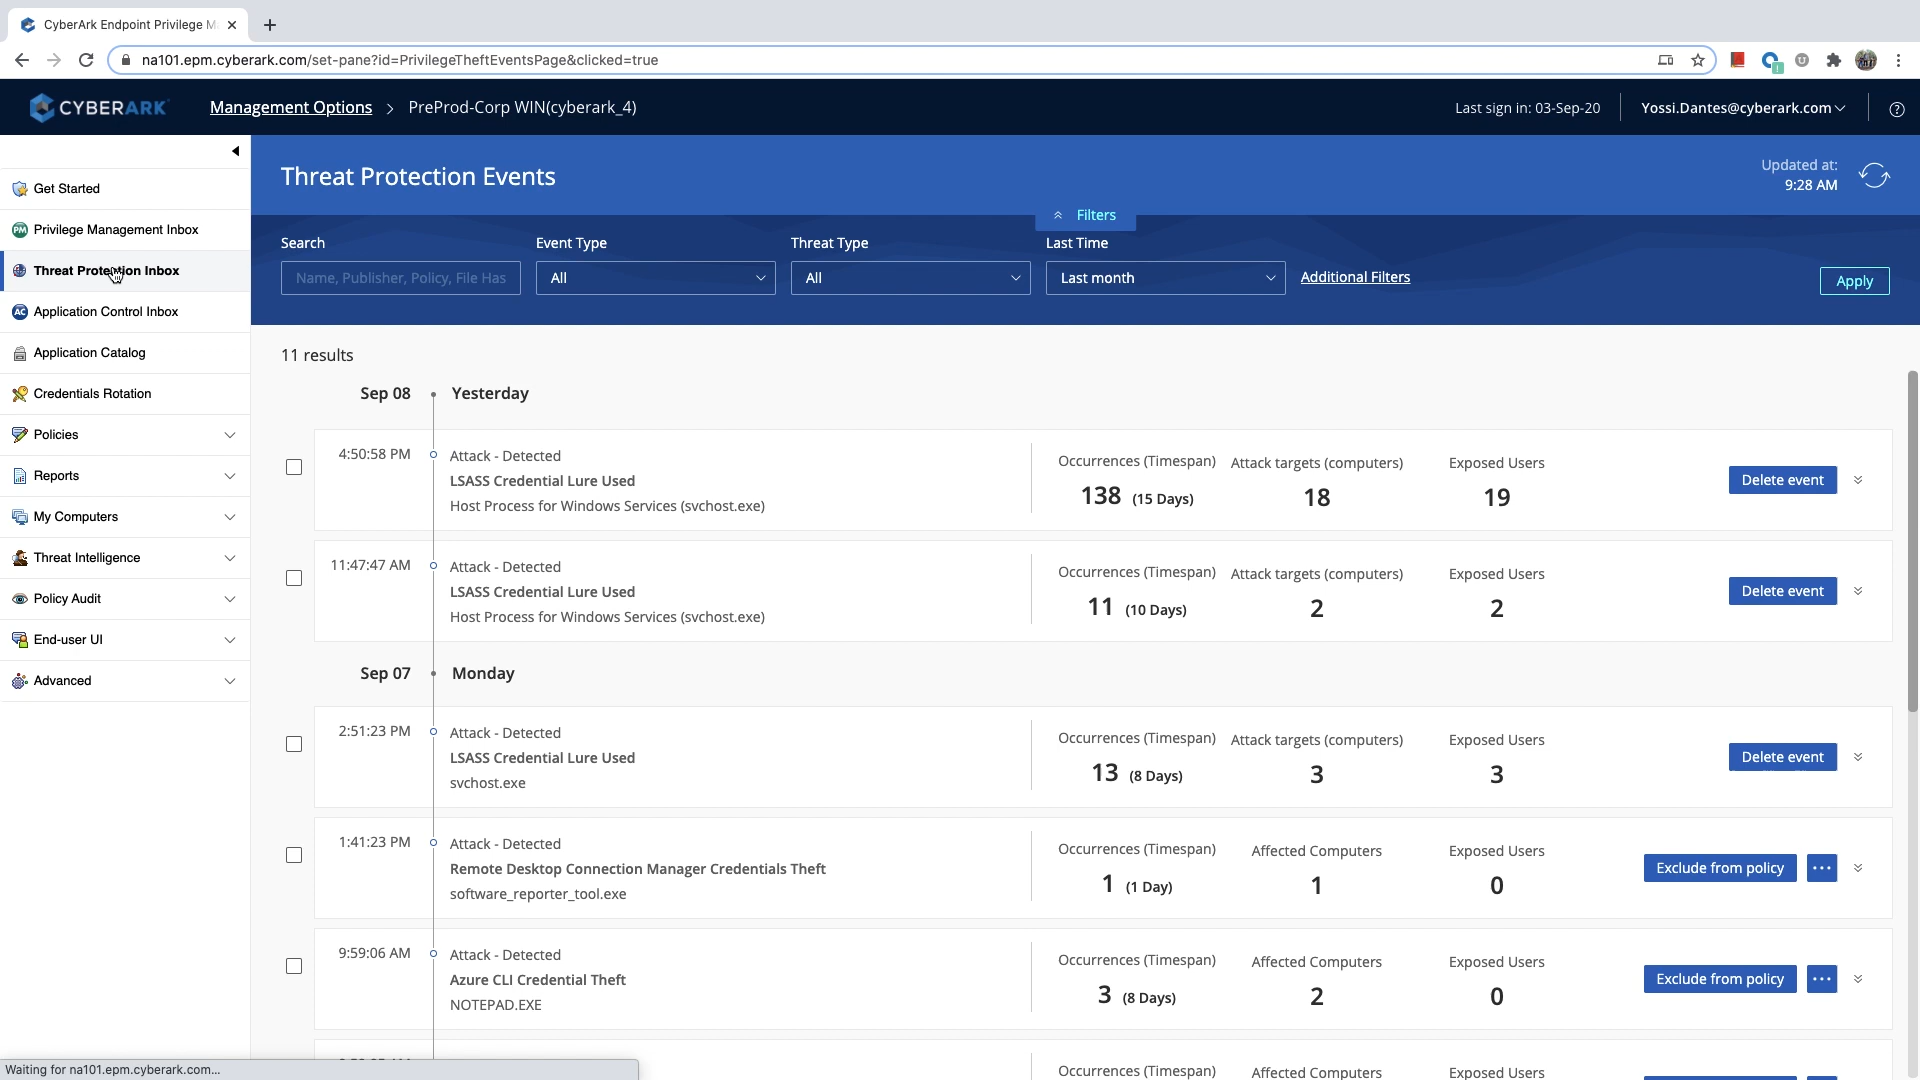 CyberArk Endpoint Privilege M
na101.epm.cyberark.com/set-pane?id=PrivilegeTheftEventsPage&clicked=true
CYBERARK
Management Options > PreProd-Corp WIN(cyberark_4)
Last sign in: 03-Sep-20
Yossi.Dantes@cyberark.com
Get Started
PM Privilege Management Inbox
Threat Protection Inbox
AC Application Control Inbox
Application Catalog
Credentials Rotation
Policies
Reports
My Computers
Threat Intelligence
Policy Audit
End-user UI
Advanced
Threat Protection Events
Updated at:
9:28 AM
Filters
Search
Event Type
Threat Type
Last Time
Name, Publisher, Policy, File Has
All
All
Last month
Additional Filters
Apply
11 results
Sep 08 Yesterday
4:50:58 PM
Attack - Detected
LSASS Credential Lure Used
Host Process for Windows Services (svchost.exe)
Occurrences (Timespan) Attack targets (computers) Exposed Users
138 (15 Days) 18 19
Delete event
11:47:47 AM
Attack - Detected
LSASS Credential Lure Used
Host Process for Windows Services (svchost.exe)
Occurrences (Timespan) Attack targets (computers) Exposed Users
11 (10 Days) 2 2
Delete event
Sep 07 Monday
2:51:23 PM
Attack - Detected
LSASS Credential Lure Used
svchost.exe
Occurrences (Timespan) Attack targets (computers) Exposed Users
13 (8 Days) 3 3
Delete event
1:41:23 PM
Attack - Detected
Remote Desktop Connection Manager Credentials Theft
software_reporter_tool.exe
Occurrences (Timespan) Affected Computers Exposed Users
1 (1 Day) 1 0
Exclude from policy
9:59:06 AM
Attack - Detected
Azure CLI Credential Theft
NOTEPAD.EXE
Occurrences (Timespan) Affected Computers Exposed Users
3 (8 Days) 2 0
Exclude from policy
Occurrences (Timespan) Affected Computers Exposed Users
Waiting for na101.epm.cyberark.com...